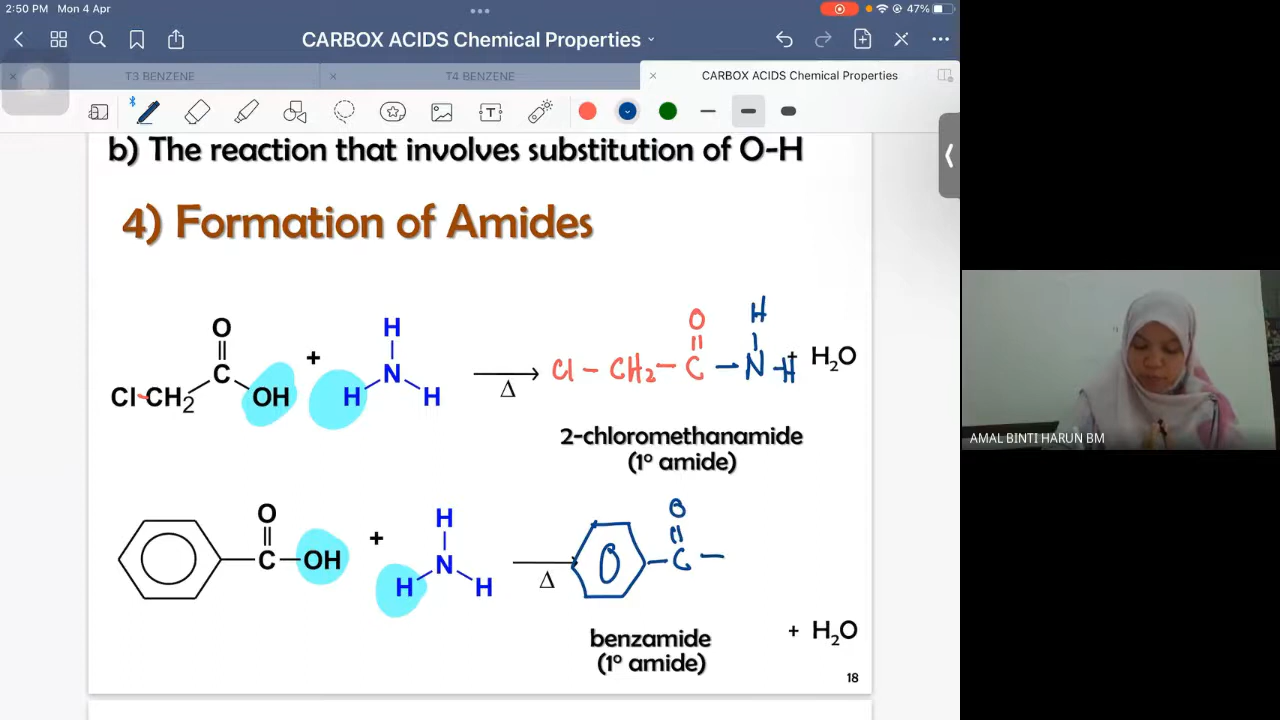 2:50 PM Mon 4 Apr
47%
CARBOX ACIDS Chemical Properties
T3 BENZENE
T4 BENZENE
CARBOX ACIDS Chemical Properties
T
b) The reaction that involves substitution of O-H
4) Formation of Amides
O
H
O
H
C
+
N
Cl-CH2
OH
H
H
Δ
Cl - CH2 - C - N - H
+ H2O
2-chloromethanamide
(1° amide)
O
H
O
C
OH
+
N
H
H
Δ
C
benzamide
(1° amide)
+ H2O
18
AMAL BINTI HARUN BM